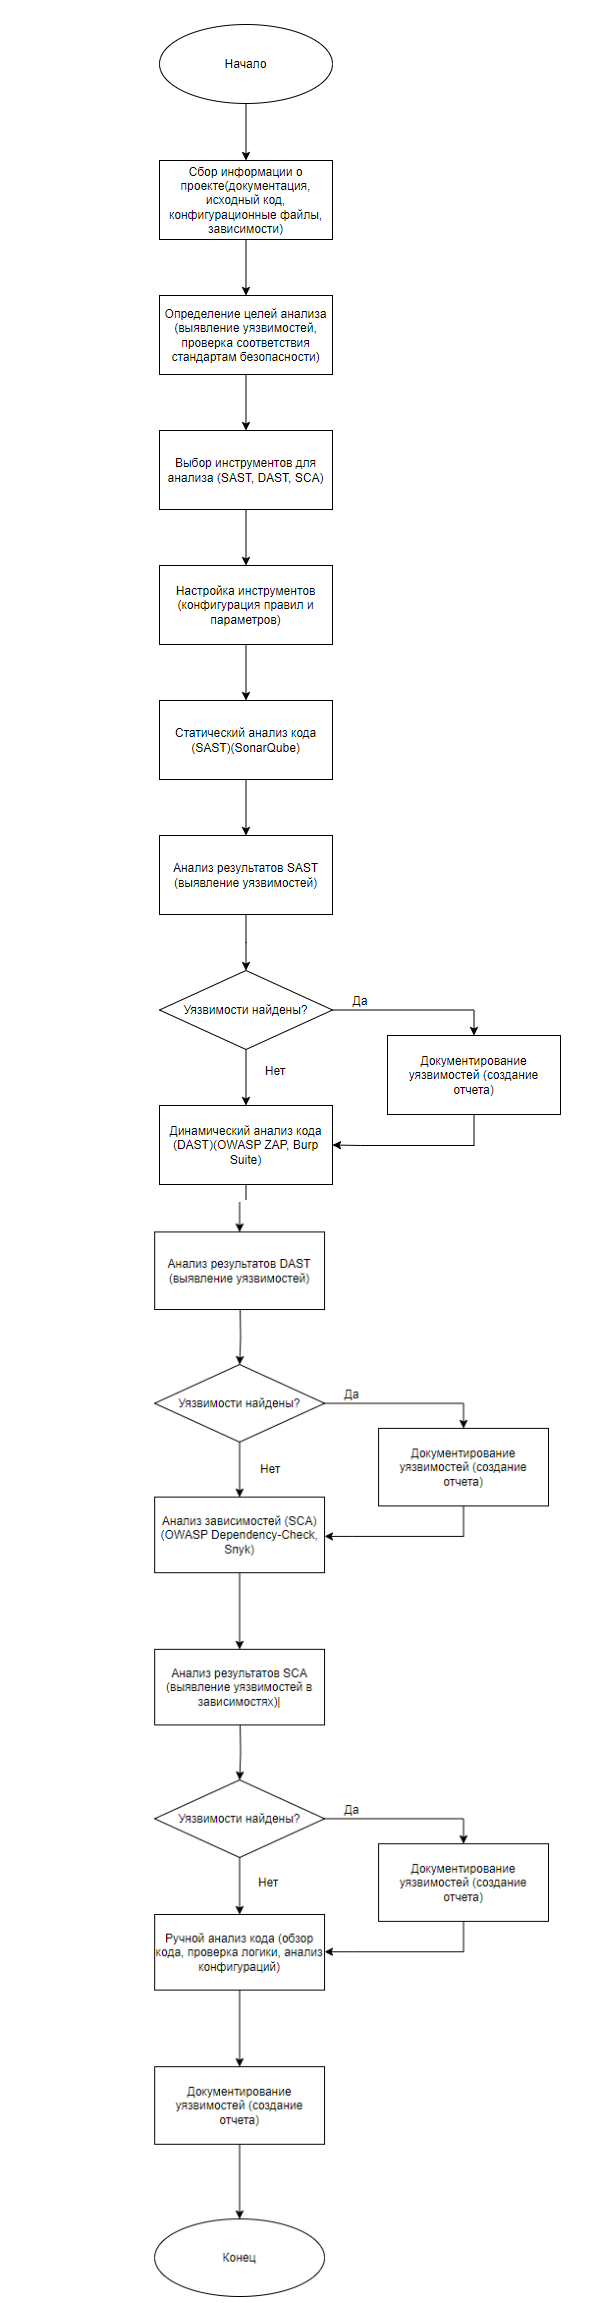 Начало
Сбор информации о
проекте(документация,
исходный код,
конфигурационные файлы,
зависимости)
Определение целей анализа
(выявление уязвимостей,
проверка соответствия
стандартам безопасности)
Выбор инструментов для
анализа (SAST, DAST, SCA)
Настройка инструментов
(конфигурация правил и
параметров)
Статический анализ кода
(SAST)(SonarQube)
Анализ результатов SAST
(выявление уязвимостей)
Уязвимости найдены?
Да
Документирование
уязвимостей (создание
отчета)
Нет
Динамический анализ кода
(DAST)(OWASP ZAP, Burp
Suite)
Анализ результатов DAST
(выявление уязвимостей)
Уязвимости найдены?
Да
Документирование
уязвимостей (создание
отчета)
Нет
Анализ зависимостей (SCA)
(OWASP Dependency-Check,
Snyk)
Анализ результатов SCA
(выявление уязвимостей в
зависимостях)
Уязвимости найдены?
Да
Документирование
уязвимостей (создание
отчета)
Нет
Ручной анализ кода (обзор
кода, проверка логики, анализ
конфигураций)
Документирование
уязвимостей (создание
отчета)
Конец